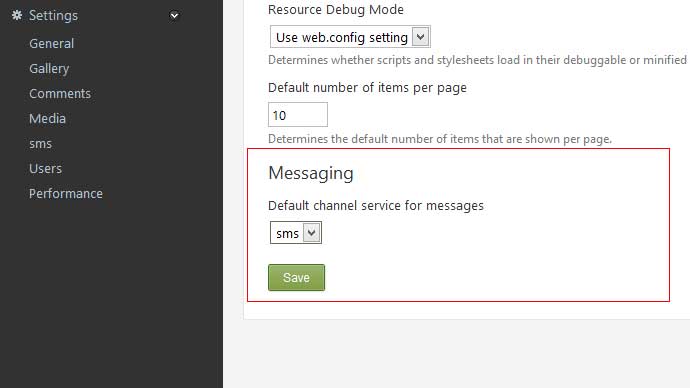 Settings
General
Gallery
Comments
Media
sms
Users
Performance
Resource Debug Mode
Use web.config setting
Determines whether scripts and stylesheets load in their debuggable or minified
Default number of items per page
10
Determines the default number of items that are shown per page.
Messaging
Default channel service for messages
sms
Save